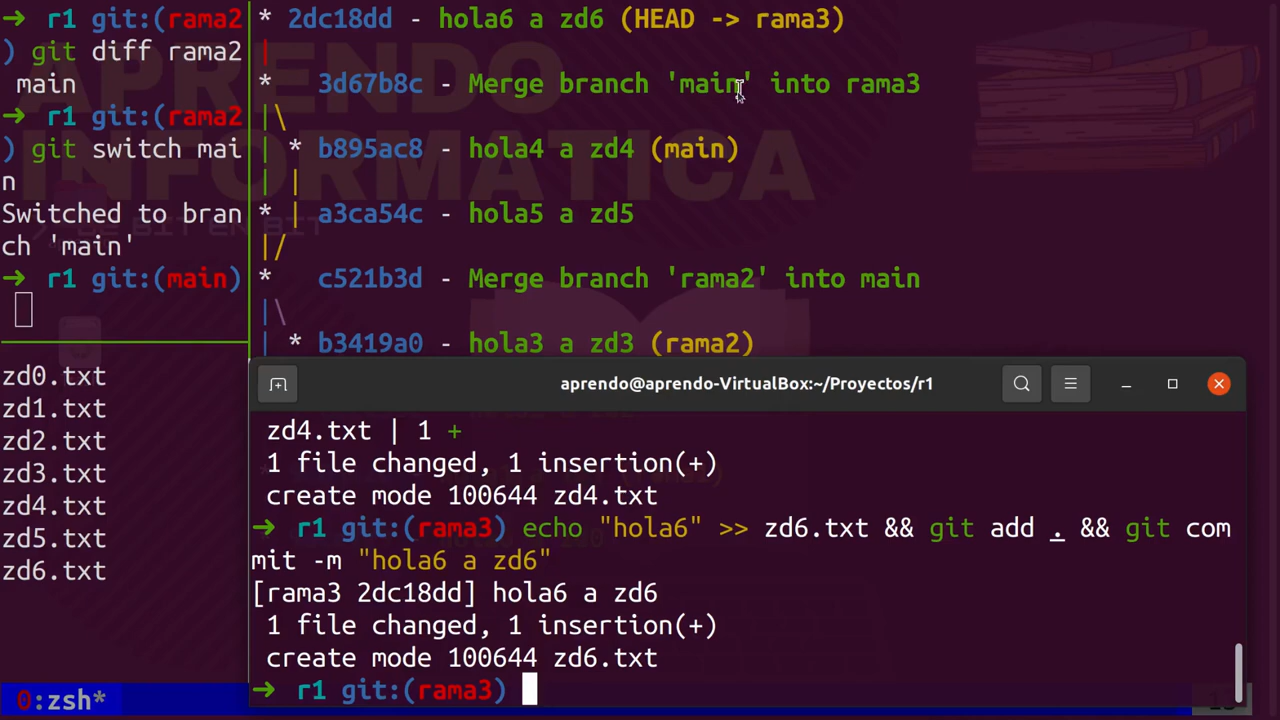 ➜ r1 git:(rama2
) git diff rama2
main
➜ r1 git:(rama2
) git switch mai
n
Switched to bran
ch 'main'
➜ r1 git:(main)
* 2dc18dd - hola6 a zd6 (HEAD -> rama3)
|
*   3d67b8c - Merge branch 'main' into rama3
|\
| * b895ac8 - hola4 a zd4 (main)
| |
* | a3ca54c - hola5 a zd5
|/
*   c521b3d - Merge branch 'rama2' into main
|\
| * b3419a0 - hola3 a zd3 (rama2)
zd0.txt
zd1.txt
zd2.txt
zd3.txt
zd4.txt
zd5.txt
zd6.txt
aprendo@aprendo-VirtualBox:~/Proyectos/r1
zd4.txt | 1 +
1 file changed, 1 insertion(+)
create mode 100644 zd4.txt
➜ r1 git:(rama3) echo "hola6" >> zd6.txt && git add . && git com
mit -m "hola6 a zd6"
[rama3 2dc18dd] hola6 a zd6
1 file changed, 1 insertion(+)
create mode 100644 zd6.txt
➜ r1 git:(rama3)
0:zsh*
APRENDO
INFORMATICA